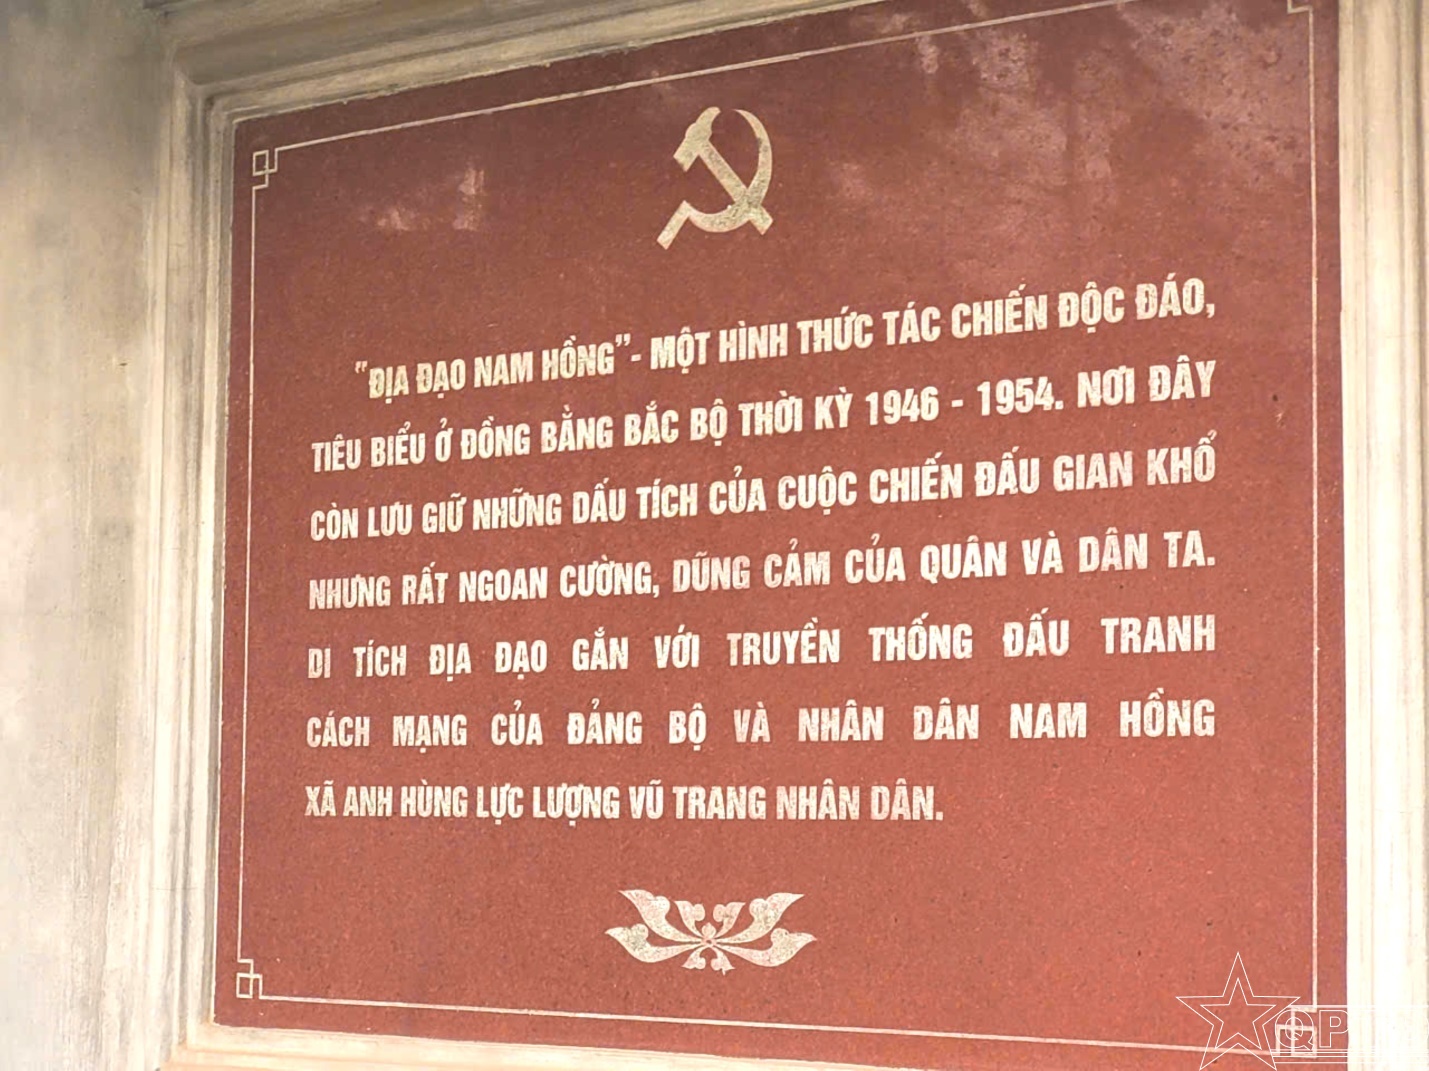 "ĐỊA ĐẠO NAM HỒNG"- MỘT HÌNH THỨC TÁC CHIẾN ĐỘC ĐÁO,
TIÊU BIỂU Ở ĐỒNG BẰNG BẮC BỘ THỜI KỲ 1946 - 1954. NƠI ĐÂY
CÒN LƯU GIỮ NHỮNG DẤU TÍCH CỦA CUỘC CHIẾN ĐẤU GIAN KHỔ
NHƯNG RẤT NGOAN CƯỜNG, DŨNG CẢM CỦA QUÂN VÀ DÂN TA.
DI TÍCH ĐỊA ĐẠO GẮN VỚI TRUYỀN THỐNG ĐẤU TRANH
CÁCH MẠNG CỦA ĐẢNG BỘ VÀ NHÂN DÂN NAM HỒNG
XÃ ANH HÙNG LỰC LƯỢNG VŨ TRANG NHÂN DÂN.